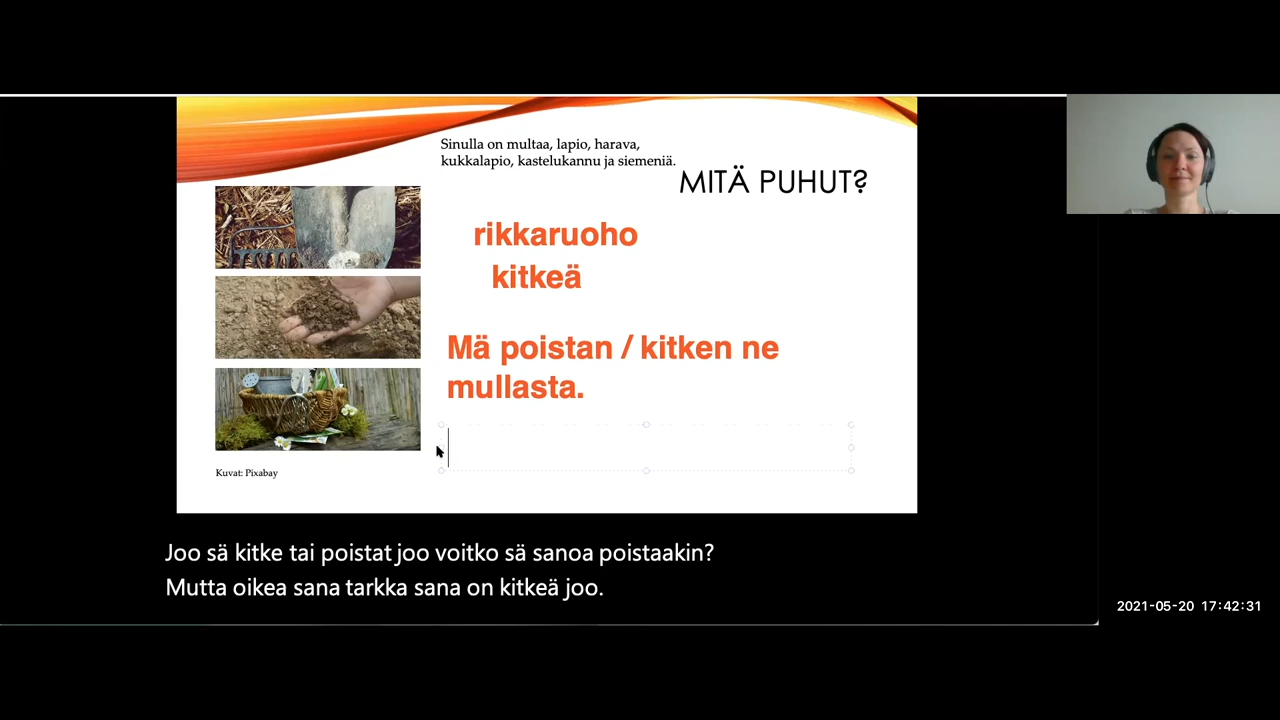 Sinulla on multaa, lapio, harava,
kukkalapio, kastelukannu ja siemeniä.
MITÄ PUHUT?
rikkaruoho
kitkeä
Mä poistan / kitken ne
mullasta.
Kuvat: Pixabay
Joo sä kitke tai poistat joo voitko sä sanoa poistaakin?
Mutta oikea sana tarkka sana on kitkeä joo.
2021-05-20 17:42:31